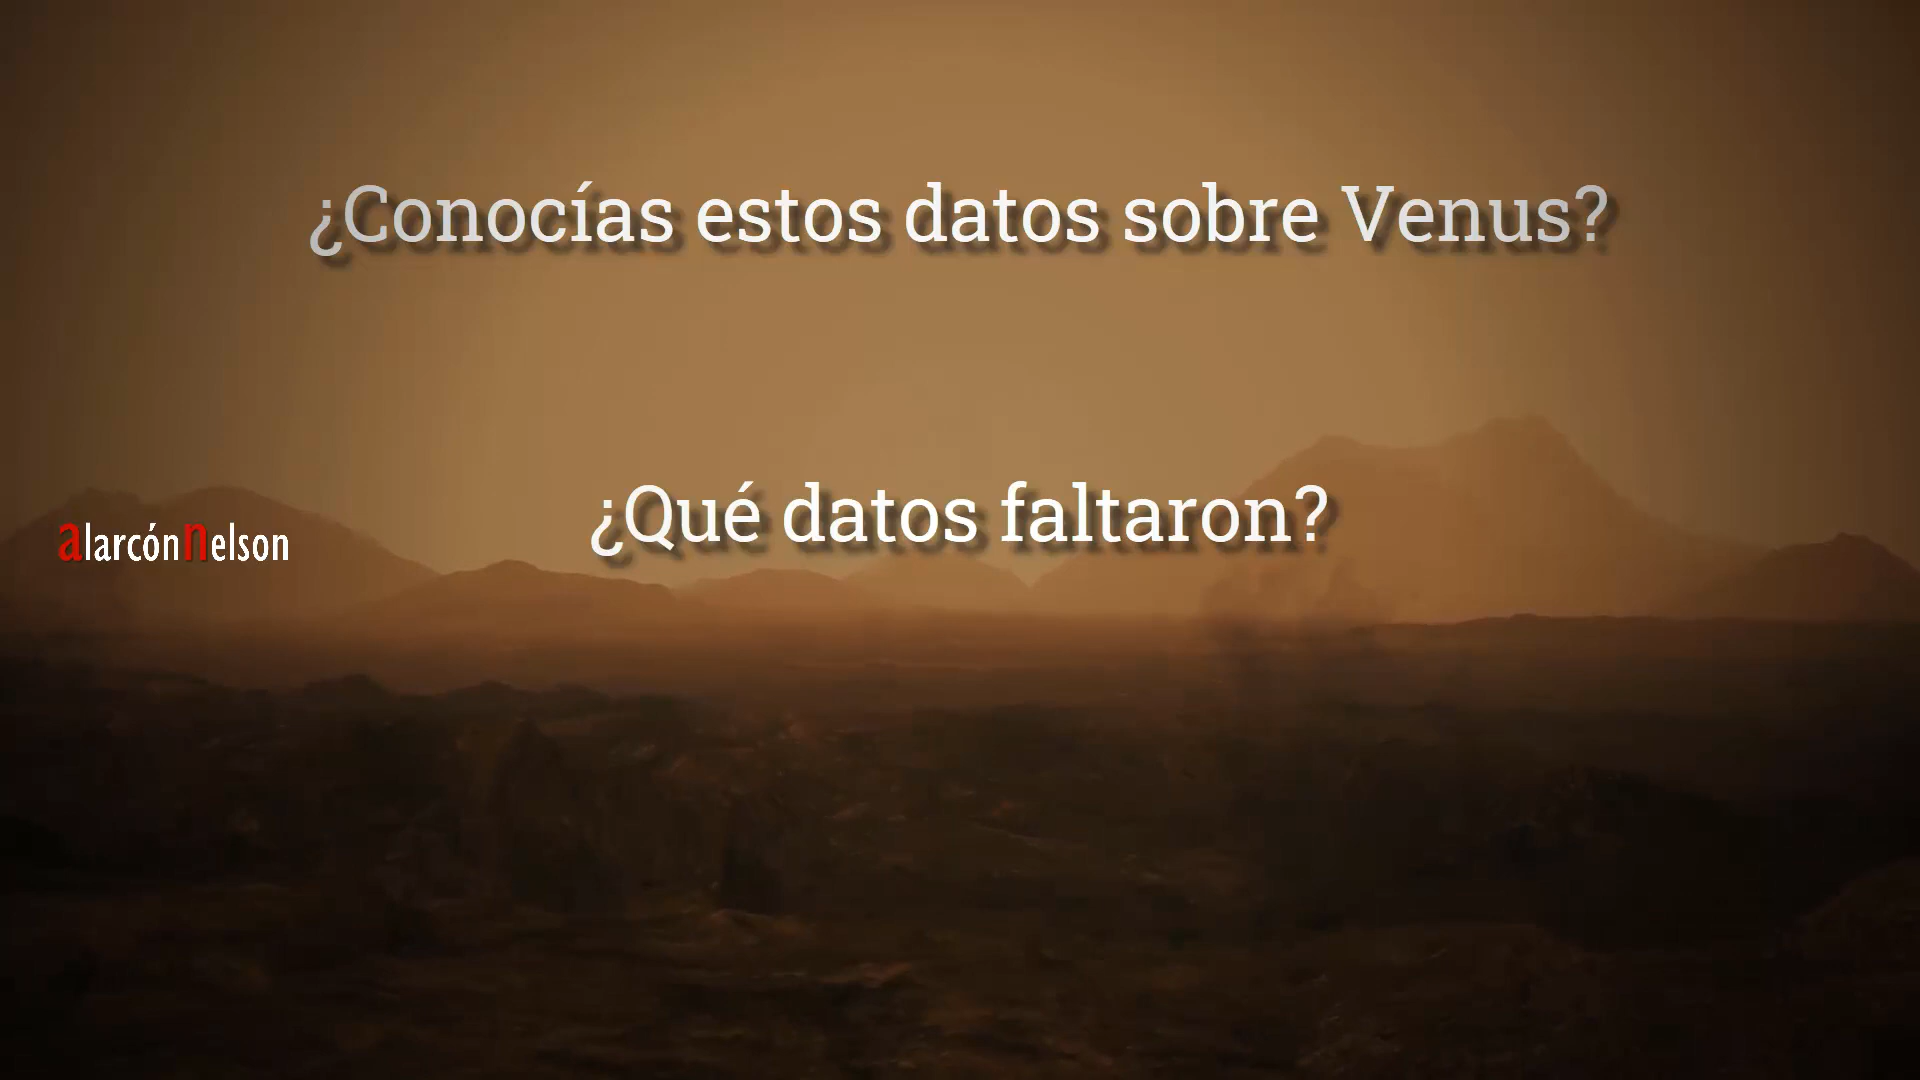 ¿Conocías estos datos sobre Venus?
¿Qué datos faltaron?
alarcónnelson